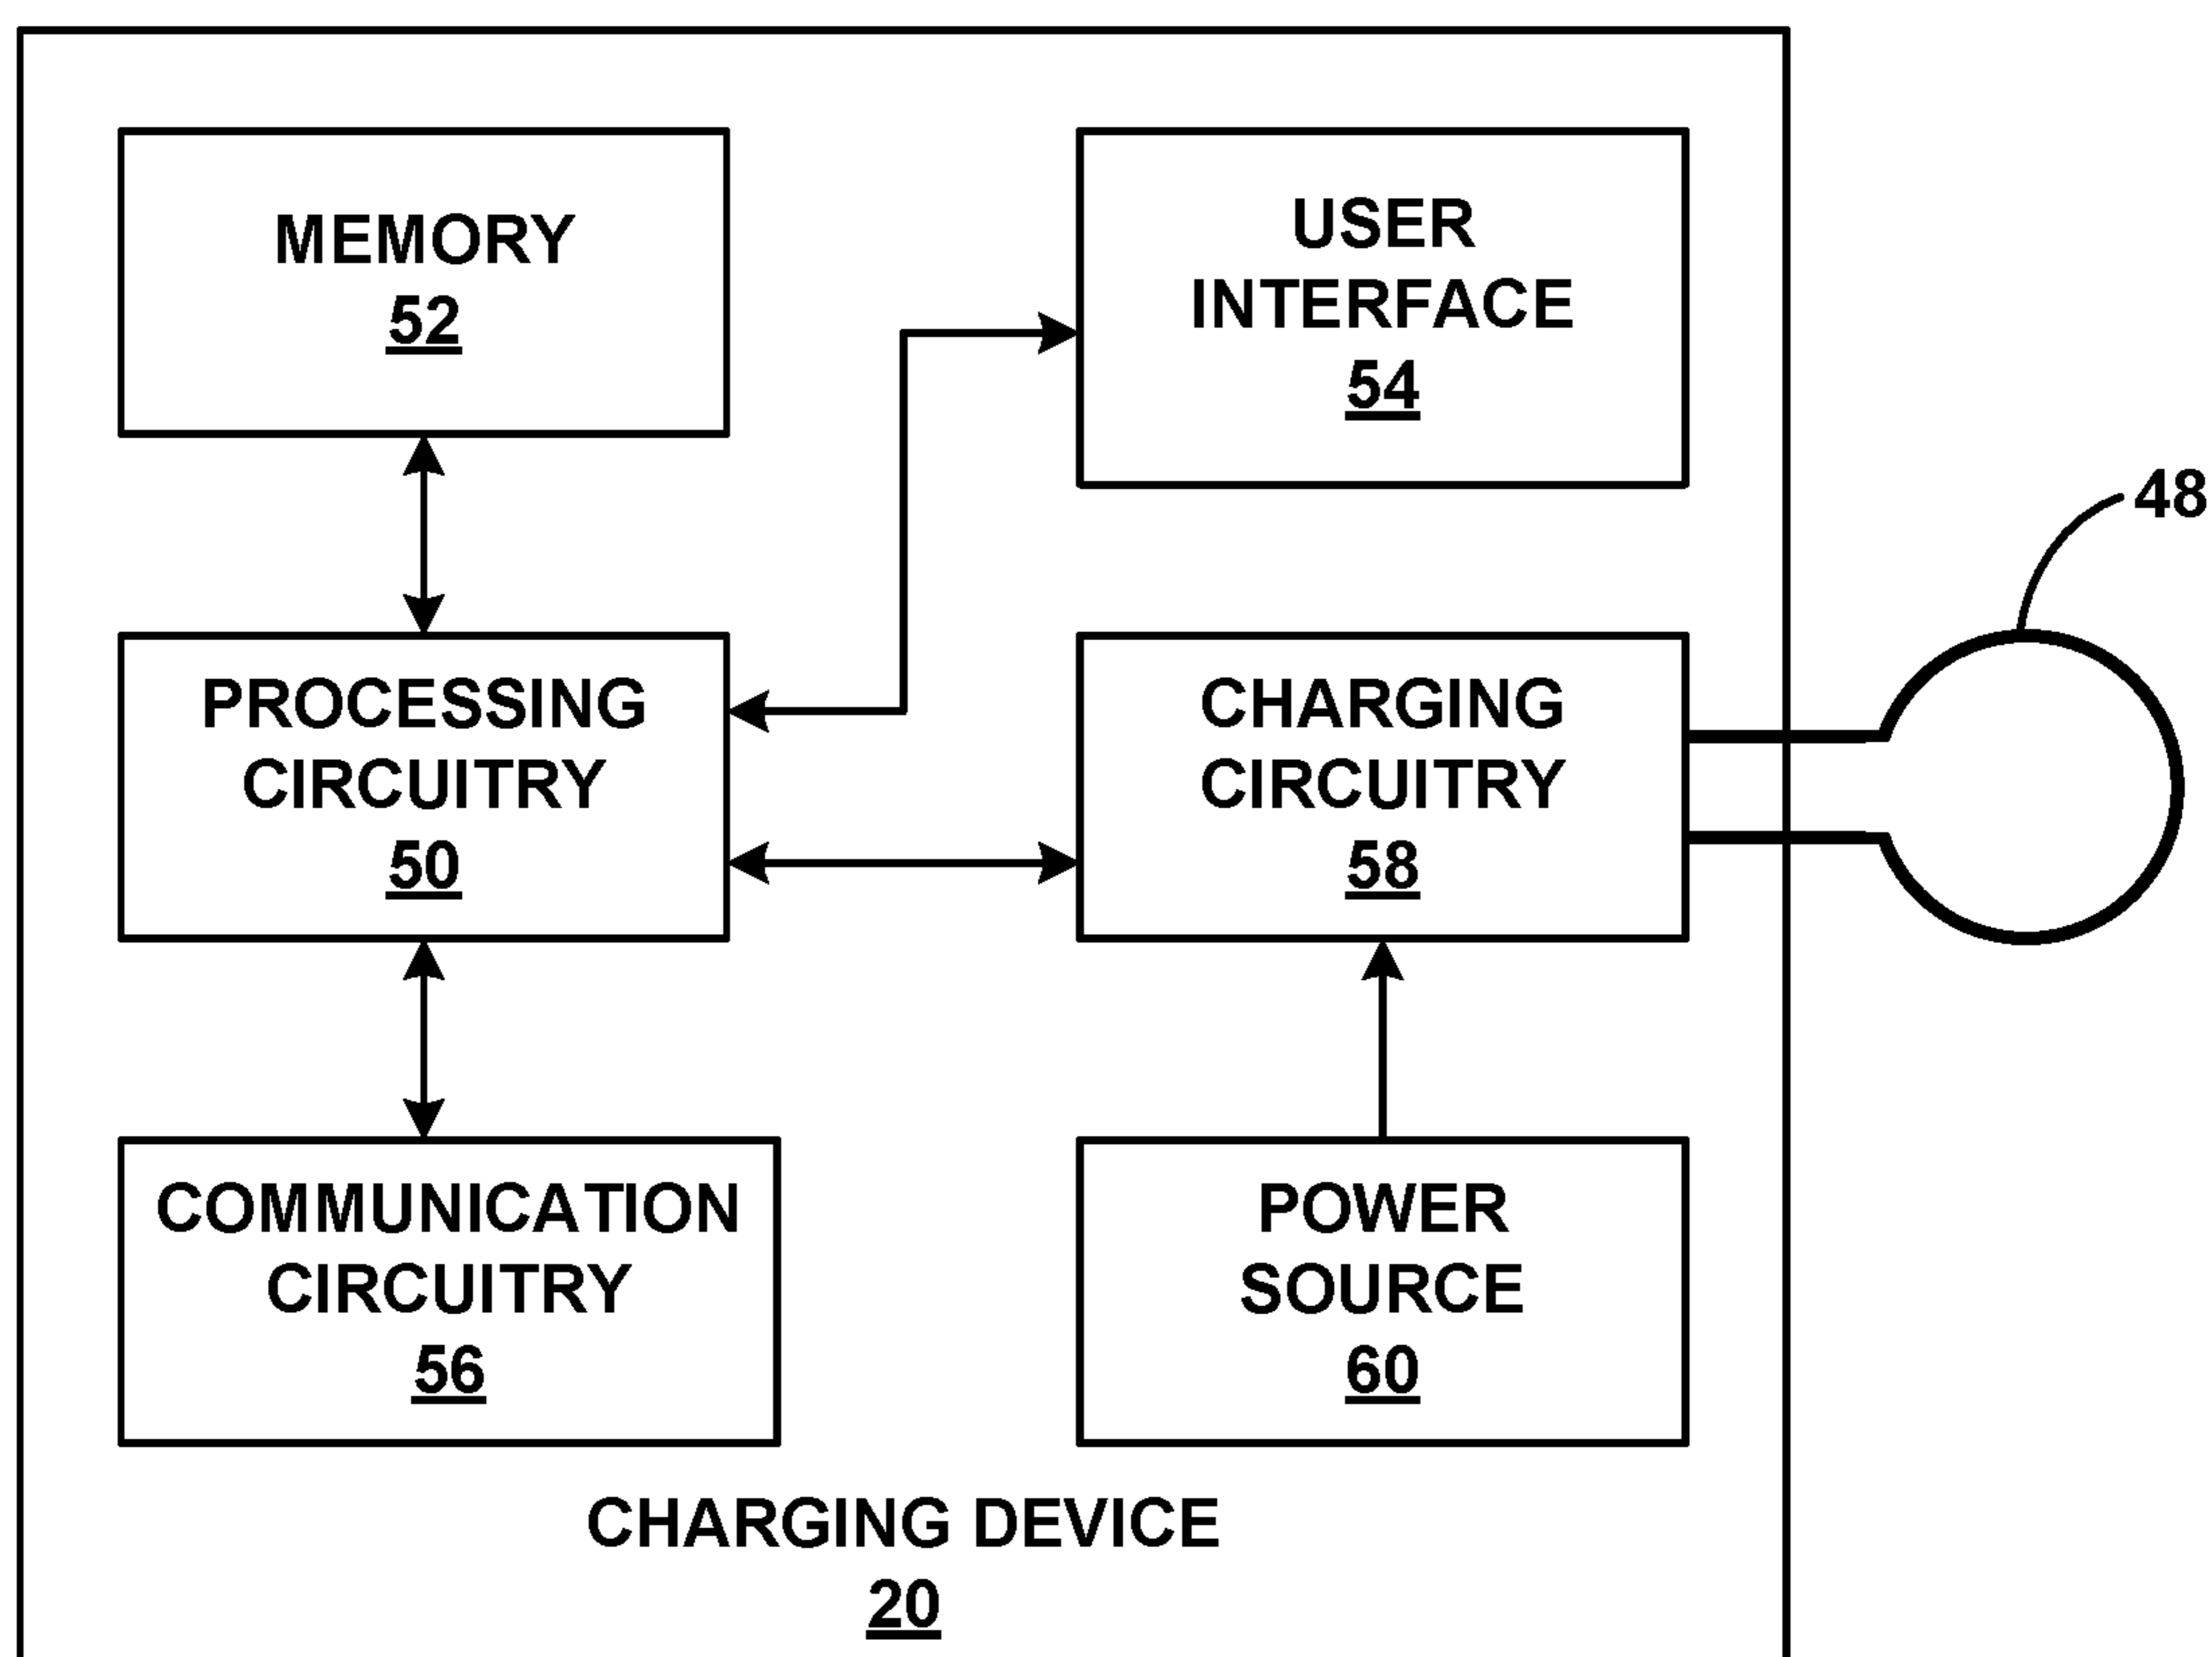 MEMORY
52
USER
INTERFACE
54
48
PROCESSING
CIRCUITRY
50
CHARGING
CIRCUITRY
58
COMMUNICATION
CIRCUITRY
56
POWER
SOURCE
60
CHARGING DEVICE
20